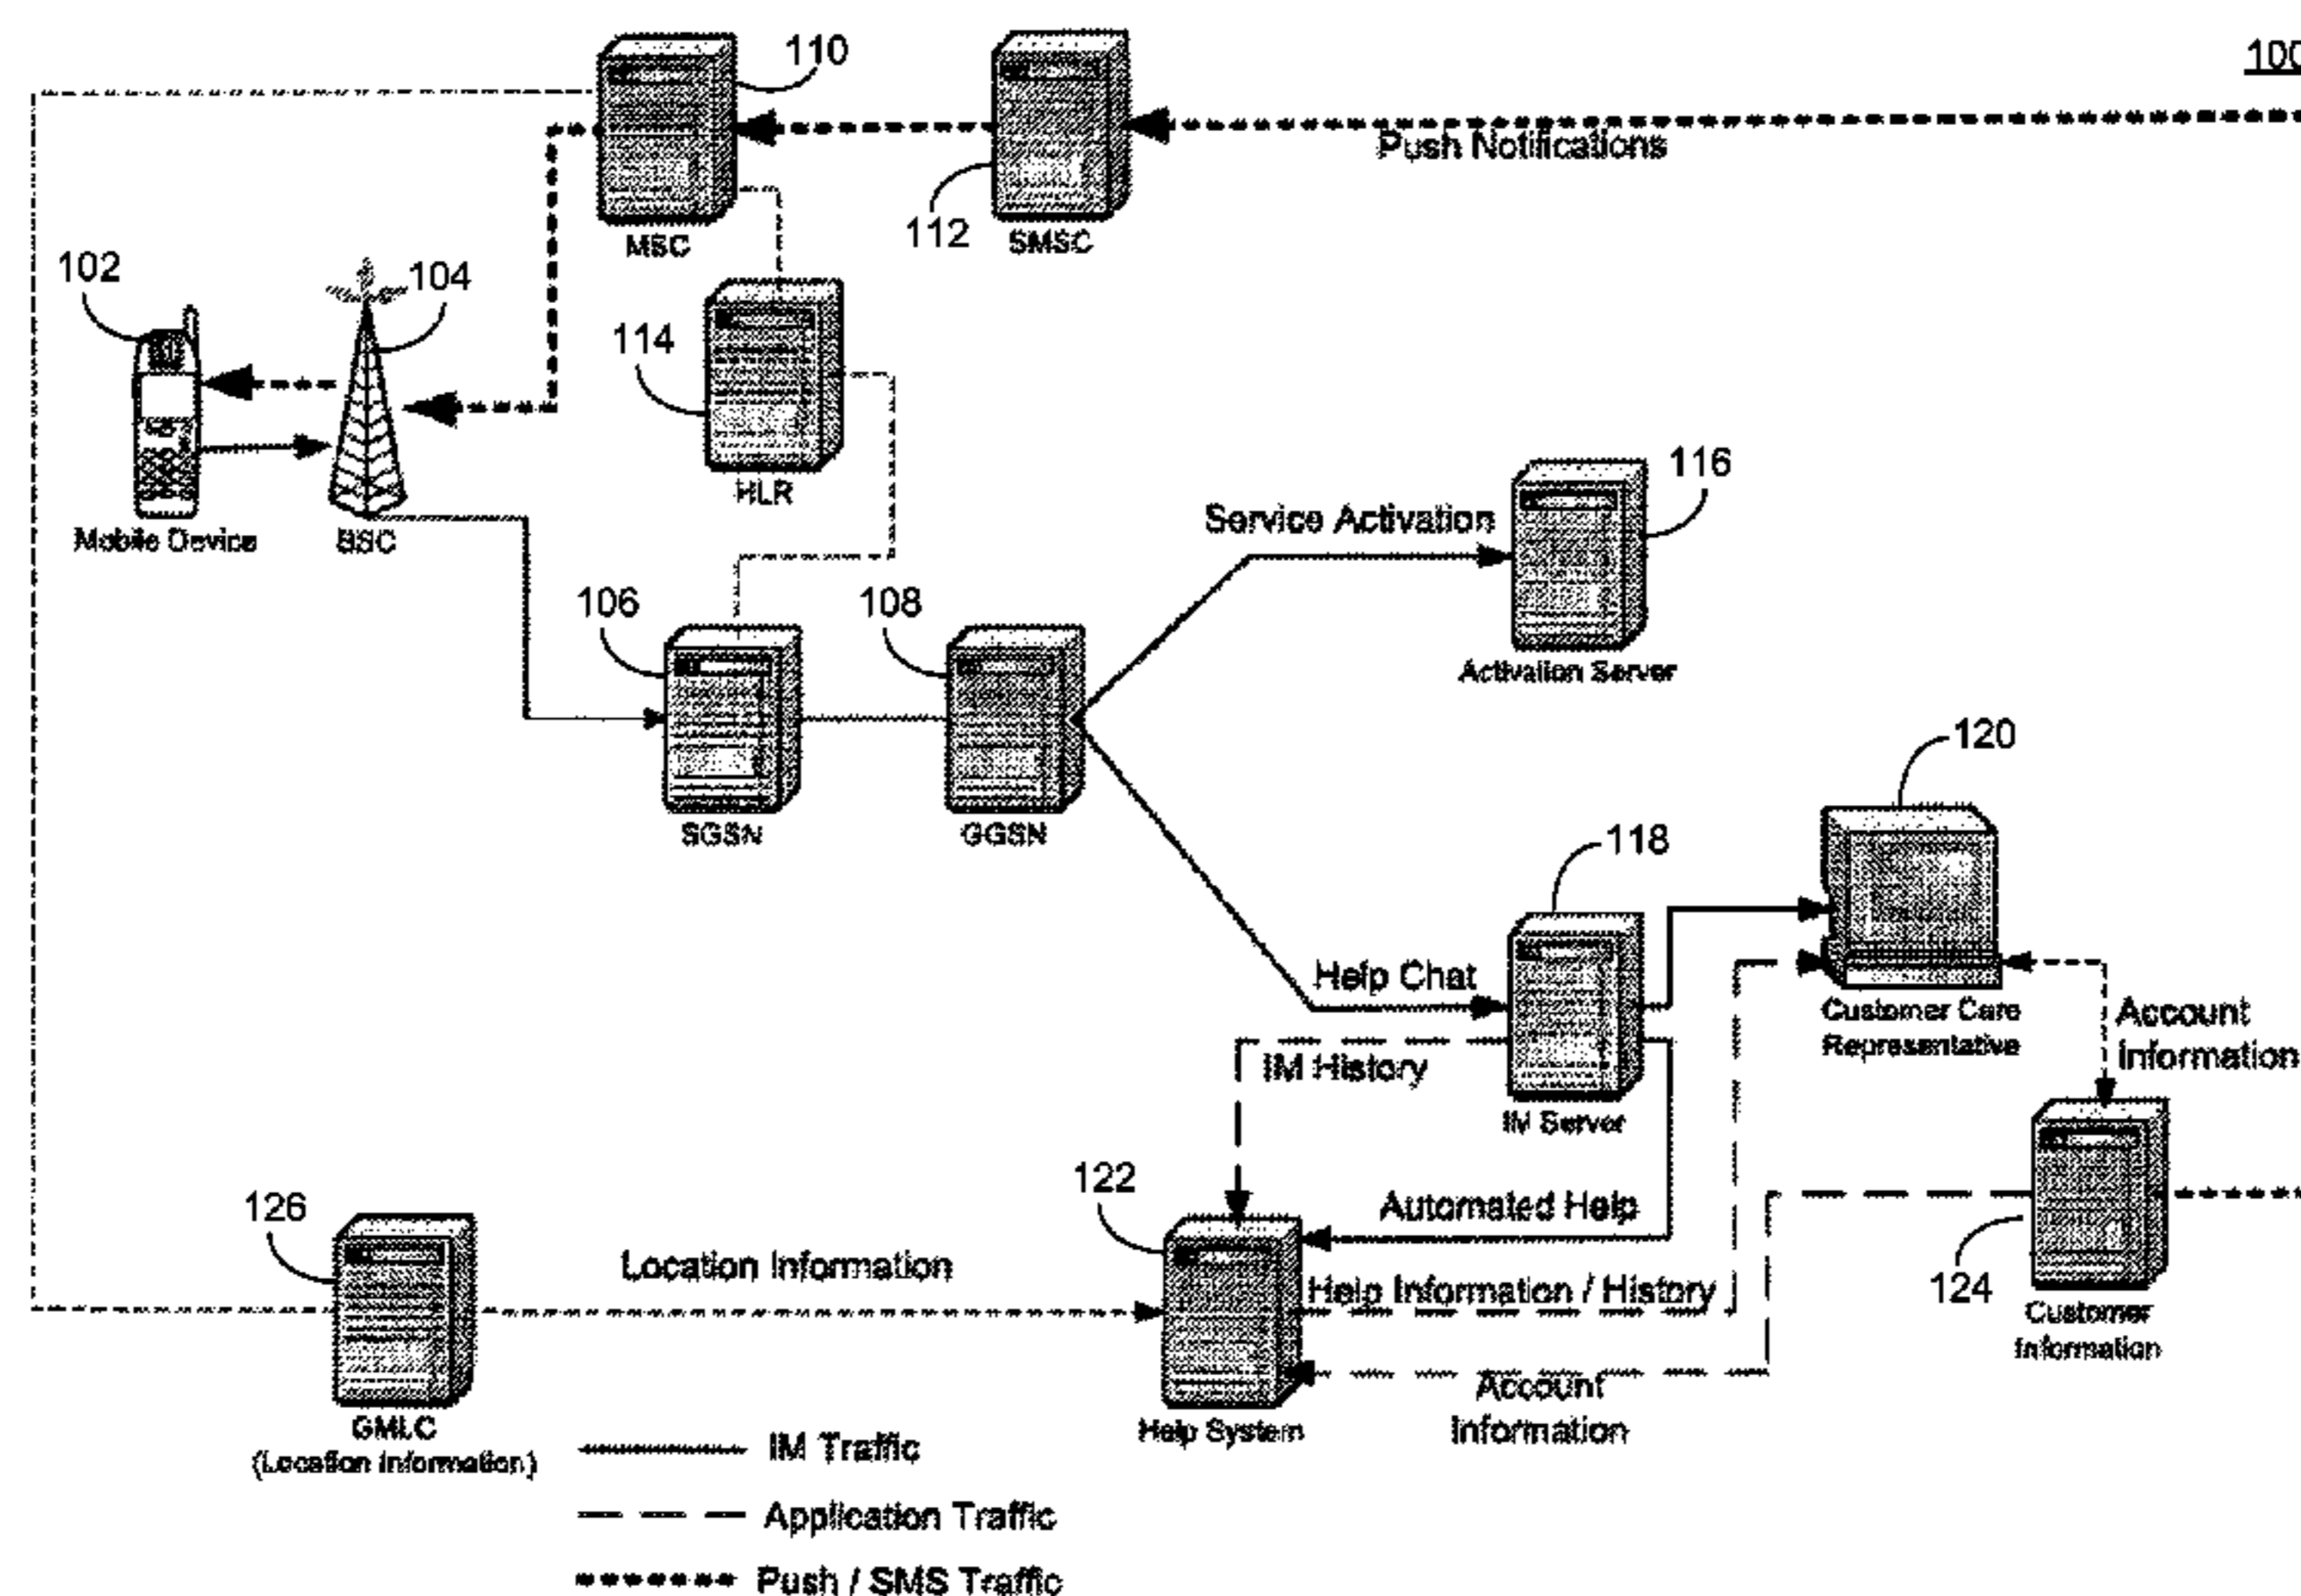 110
100
Push Notifications
112
MSC
SMSC
102
104
114
116
HLR
Service Activation
Mobile Device
BSC
106
108
Activation Server
120
SGSN
GGSN
118
Help Chat
Customer Care
Representative
Account
Information
IM History
IM Server
122
126
Automated Help
Location Information
Help Information / History
124
Customer
Information
Account
Information
GMLC
(Location Information)
Help System
IM Traffic
Application Traffic
Push / SMS Traffic